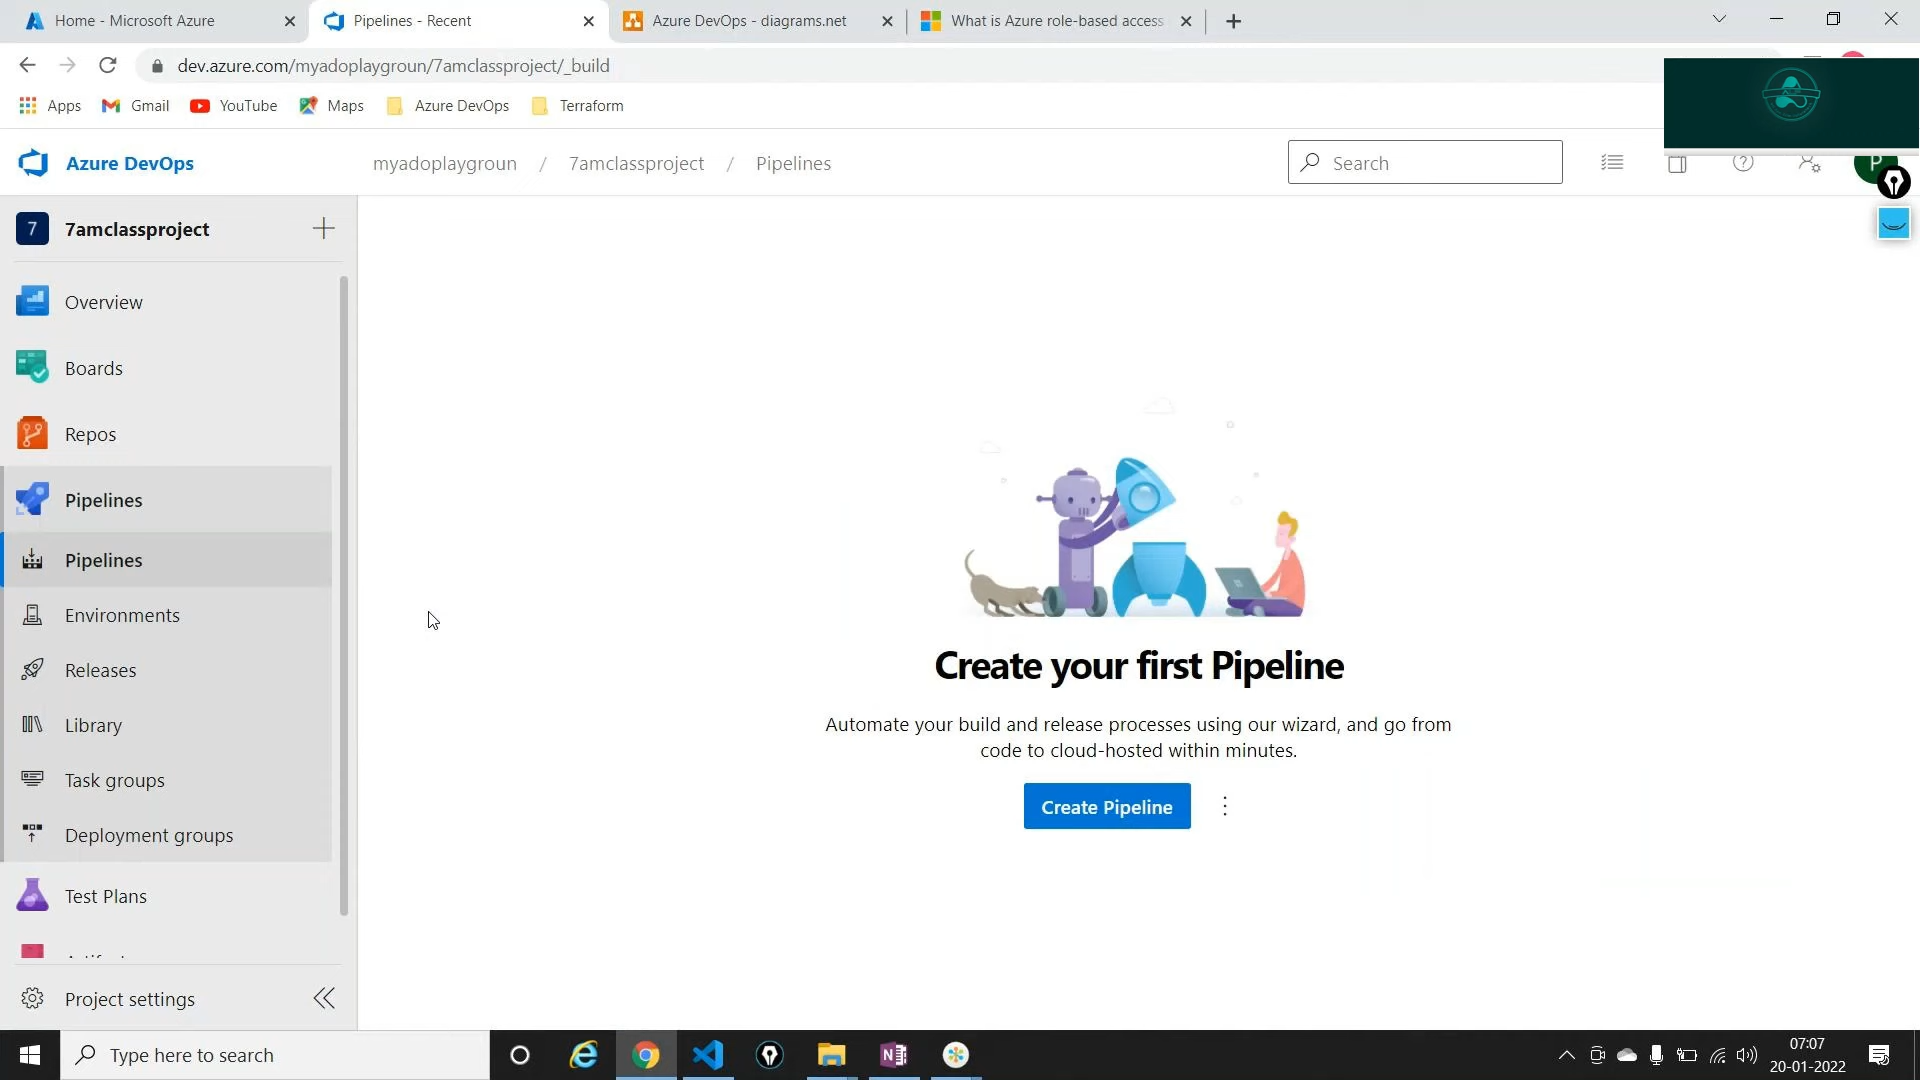 Home - Microsoft Azure
Pipelines - Recent
Azure DevOps - diagrams.net
What is Azure role-based access
dev.azure.com/myadoplaygroun/7amclassproject/_build
Apps
Gmail
YouTube
Maps
Azure DevOps
Terraform
Azure DevOps
myadoplaygroun / 7amclassproject / Pipelines
Search
P
7
7amclassproject
Overview
Boards
Repos
Pipelines
Pipelines
Environments
Releases
Library
Task groups
Deployment groups
Test Plans
Project settings
Create your first Pipeline
Automate your build and release processes using our wizard, and go from
code to cloud-hosted within minutes.
Create Pipeline
Type here to search
07:07
20-01-2022